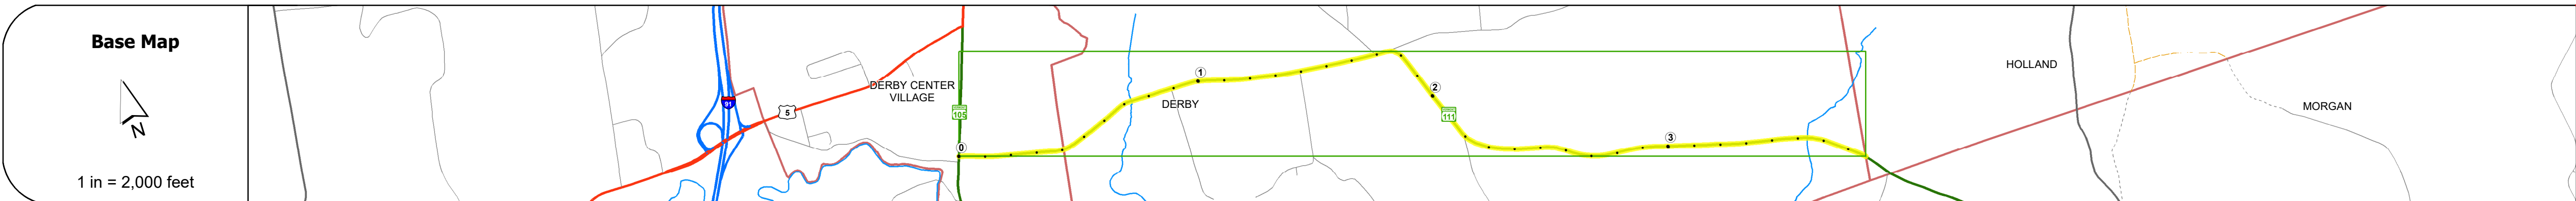 Base Map
N
1 in = 2,000 feet
91
5
DERBY CENTER
VILLAGE
105
0
1
DERBY
2
111
3
HOLLAND
MORGAN